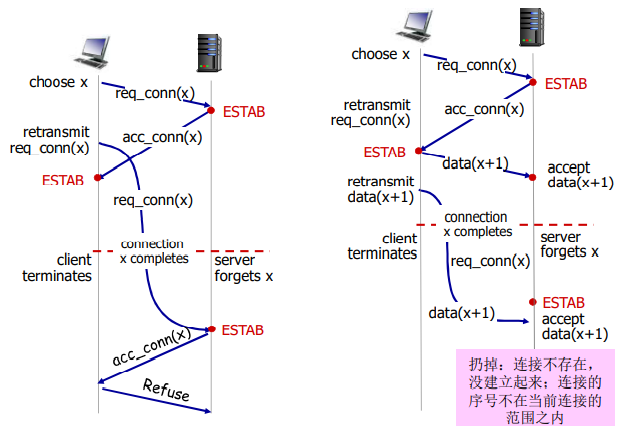 choose x
req_conn(x)
ESTAB
acc_conn(x)
retransmit
req_conn(x)
ESTAB
req_conn(x)
connection
x completes
client
terminates
server
forgets x
ESTAB
acc_conn(x)
Refuse
choose x
req_conn(x)
ESTAB
retransmit
req_conn(x)
acc_conn(x)
ESTAB
data(x+1)
accept
data(x+1)
retransmit
data(x+1)
connection
x completes
client
terminates
server
forgets x
req_conn(x)
ESTAB
data(x+1)
accept
data(x+1)
扔掉：连接不存在，
没建立起来；连接的
序号不在当前连接的
范围之内